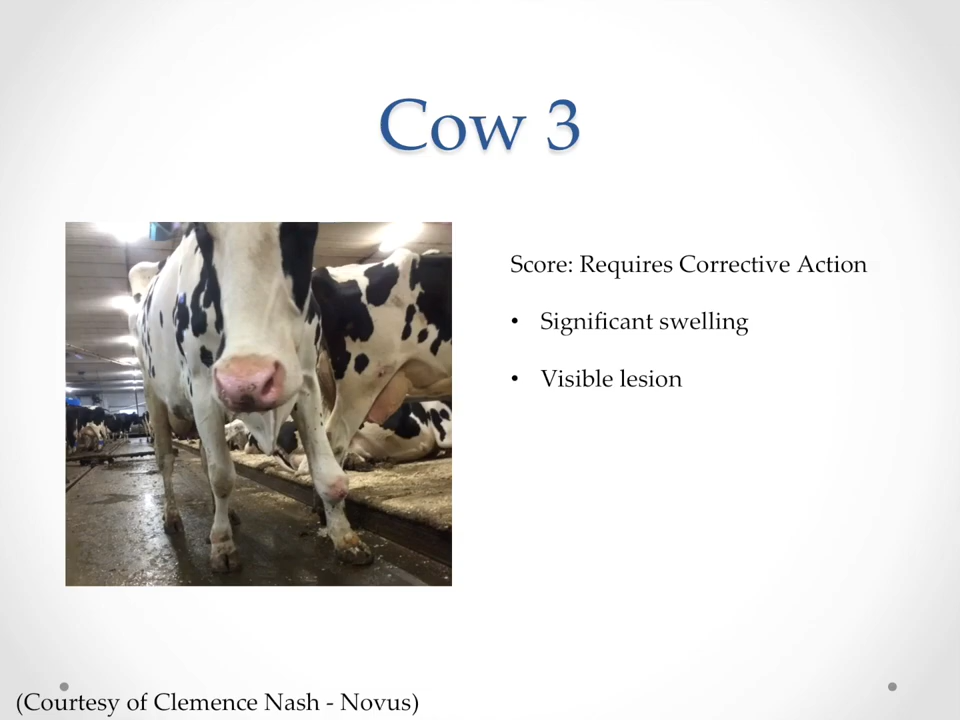 Cow 3
Score: Requires Corrective Action
• Significant swelling
• Visible lesion
(Courtesy of Clemence Nash - Novus)